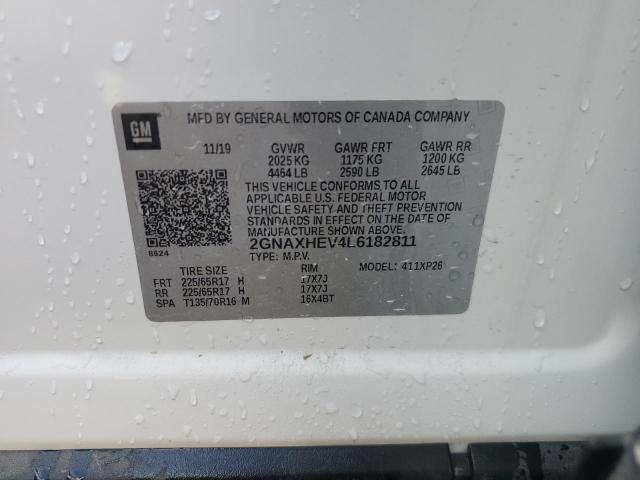 GM
MFD BY GENERAL MOTORS OF CANADA COMPANY
11/19 GVWR GAWR FRT GAWR RR
2025 KG 1175 KG 1200 KG
4464 LB 2590 LB 2645 LB
THIS VEHICLE CONFORMS TO ALL
APPLICABLE U.S. FEDERAL MOTOR
VEHICLE SAFETY AND THEFT PREVENTION
STANDARDS IN EFFECT ON THE DATE OF
MANUFACTURE SHOWN ABOVE.
8624 2GNAXHEV4L6182811
TYPE: M.P.V. MODEL: 411XP26
TIRE SIZE RIM
FRT 225/65R17 H 17X7J
RR 225/65R17 H 17X7J
SPA T135/70R16 M 16X4BT